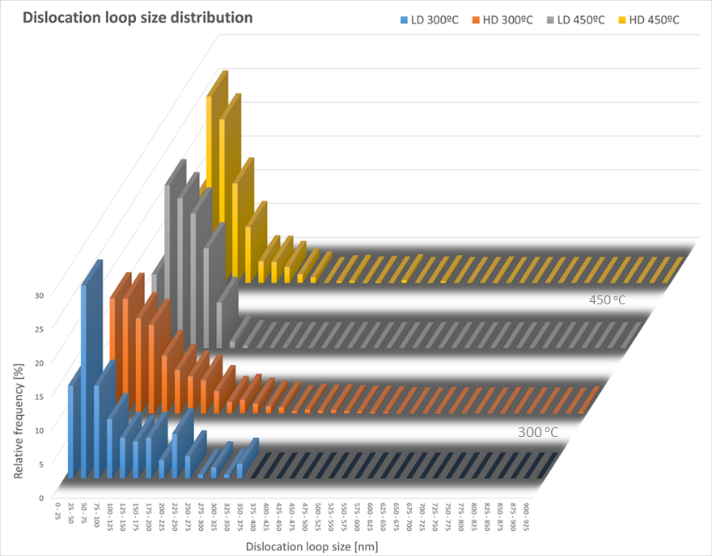 Dislocation loop size distribution
LD 300ºC HD 300ºC LD 450ºC HD 450ºC
450 ºC
300 ºC
Relative frequency [%]
30
25
20
15
10
5
0
0 - 25
25 - 50
50 - 75
75 - 100
100 - 125
125 - 150
150 - 175
175 - 200
200 - 225
225 - 250
250 - 275
275 - 300
300 - 325
325 - 350
350 - 375
375 - 400
400 - 425
425 - 450
450 - 475
475 - 500
500 - 525
525 - 550
550 - 575
575 - 600
600 - 625
625 - 650
650 - 675
675 - 700
700 - 725
725 - 750
750 - 775
775 - 800
800 - 825
825 - 850
850 - 875
875 - 900
900 - 925
Dislocation loop size [nm]